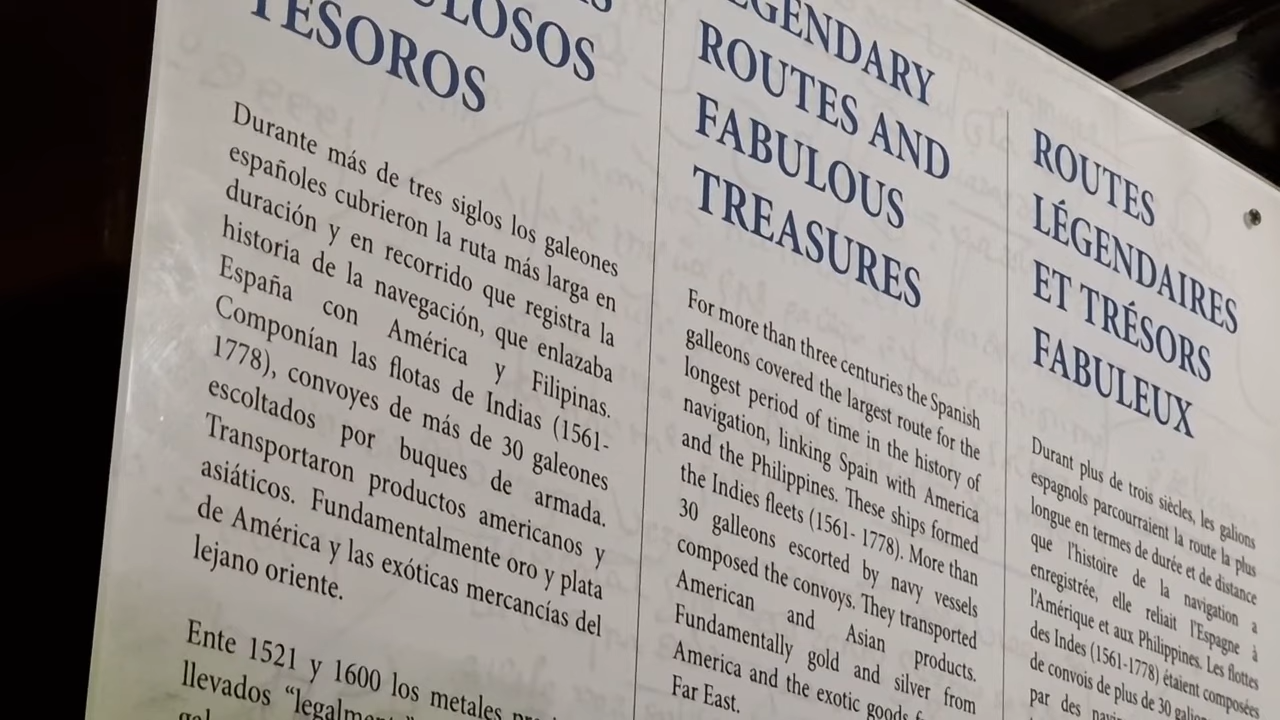 TESOROS
Durante más de tres siglos los galeones
españoles cubrieron la ruta más larga en
duración y en recorrido que registra la
historia de la navegación, que enlazaba
España con América y Filipinas.
Componían las flotas de Indias (1561-
1778), convoyes de más de 30 galeones
escoltados por buques de armada.
Transportaron productos americanos y
asiáticos. Fundamentalmente oro y plata
de América y las exóticas mercancías del
lejano oriente.
Ente 1521 y 1600 los metales
llevados
LEGENDARY
ROUTES AND
FABULOUS
TREASURES
For more than three centuries the Spanish
galleons covered the largest route for the
longest period of time in the history of
navigation, linking Spain with America
and the Philippines. These ships formed
the Indies fleets (1561- 1778). More than
30 galleons escorted by navy vessels
composed the convoys. They transported
American and Asian products.
Fundamentally gold and silver from
America and the exotic goods
Far East.
ROUTES
LÉGENDAIRES
ET TRÉSORS
FABULEUX
Durant plus de trois siècles, les galions
espagnols parcouraient la route la plus
longue en termes de durée et de distance
que l'histoire de la navigation a
enregistrée, elle reliait l'Espagne à
l'Amérique et aux Philippines. Les flottes
des Indes (1561-1778) étaient composées
de convois de plus de 30
par des